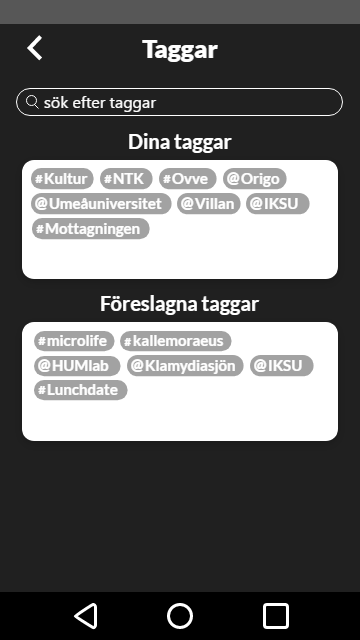 Taggar
sök efter taggar
Dina taggar
#Kultur #NTK #Ovve @Origo
@Umeåuniversitet @Villan @IKSU
#Mottagningen
Föreslagna taggar
#microlife #kallemoraeus
@HUMlab @Klamydiasjön @IKSU
#Lunchdate